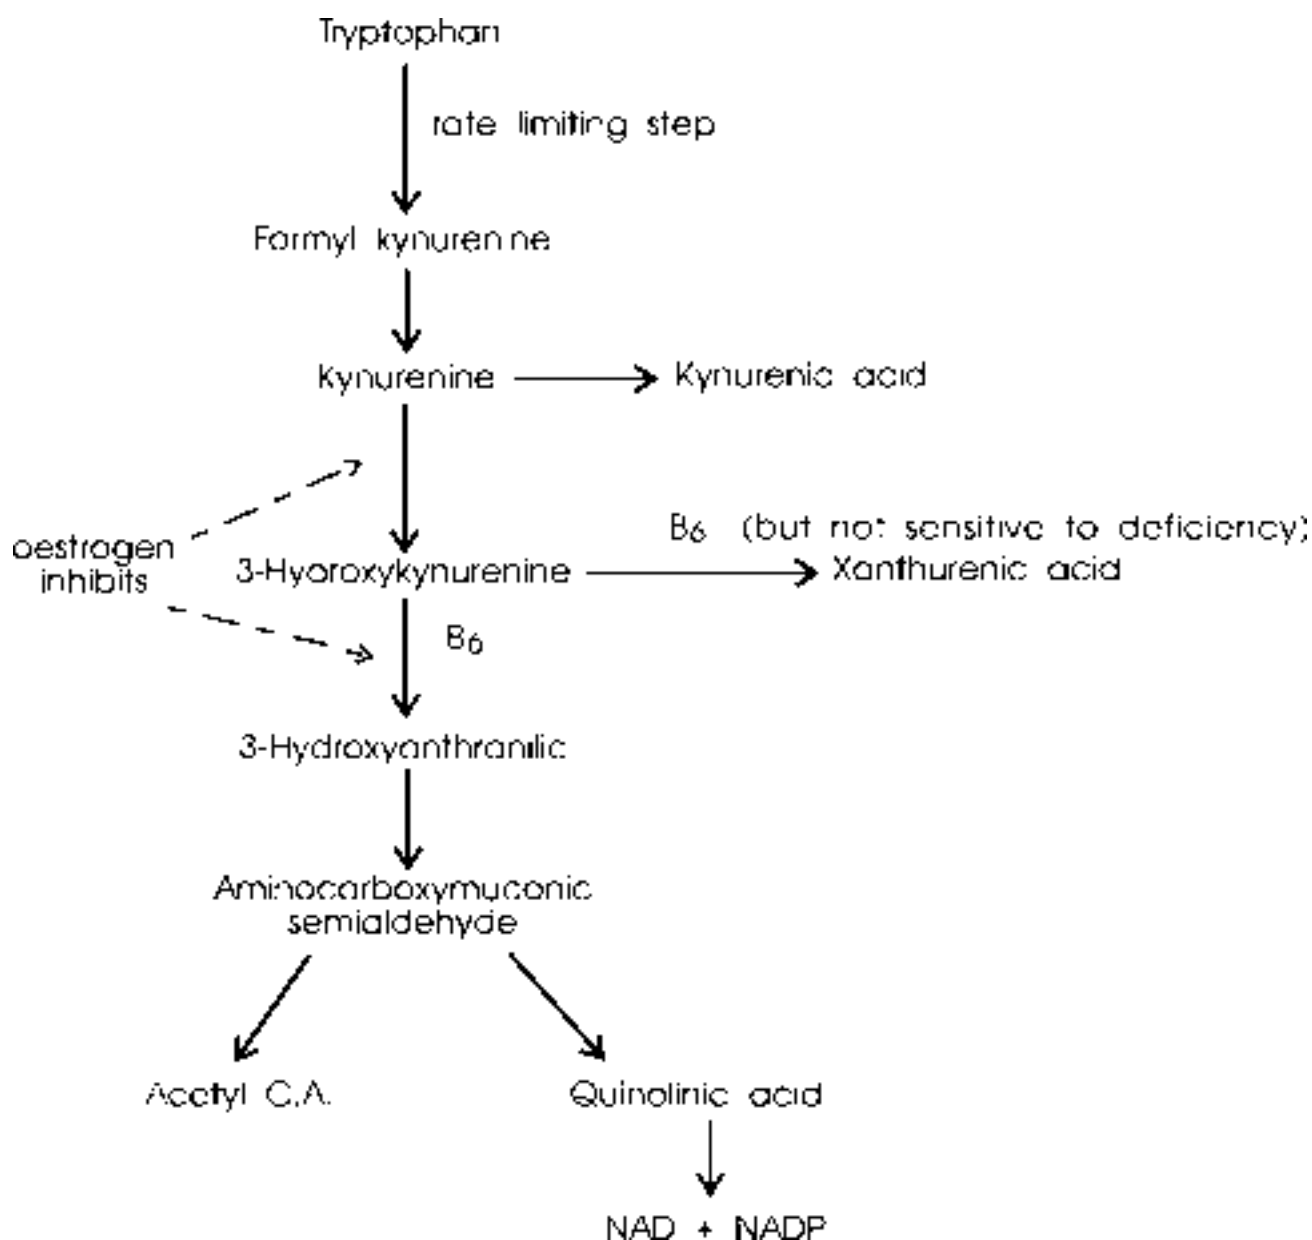 Tryptophan
rate limiting step
Formyl kynurenine
Kynurenine
Kynurenic acid
B6 (but not sensitive to deficiency)
oestrogen
inhibits
3-Hydroxykynurenine
Xanthurenic acid
B6
3-Hydroxyanthranilic
Aminocarboxymuconic
semialdehyde
Acetyl C.A.
Quinolinic acid
NAD + NADP